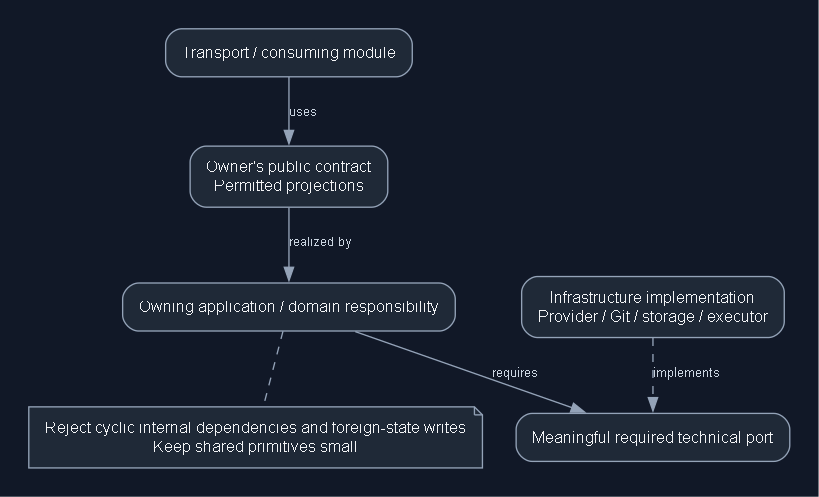 Transport / consuming module
uses
Owner's public contract
Permitted projections
realized by
Owning application / domain responsibility
Infrastructure implementation
Provider / Git / storage / executor
requires
implements
Reject cyclic internal dependencies and foreign-state writes
Keep shared primitives small
Meaningful required technical port